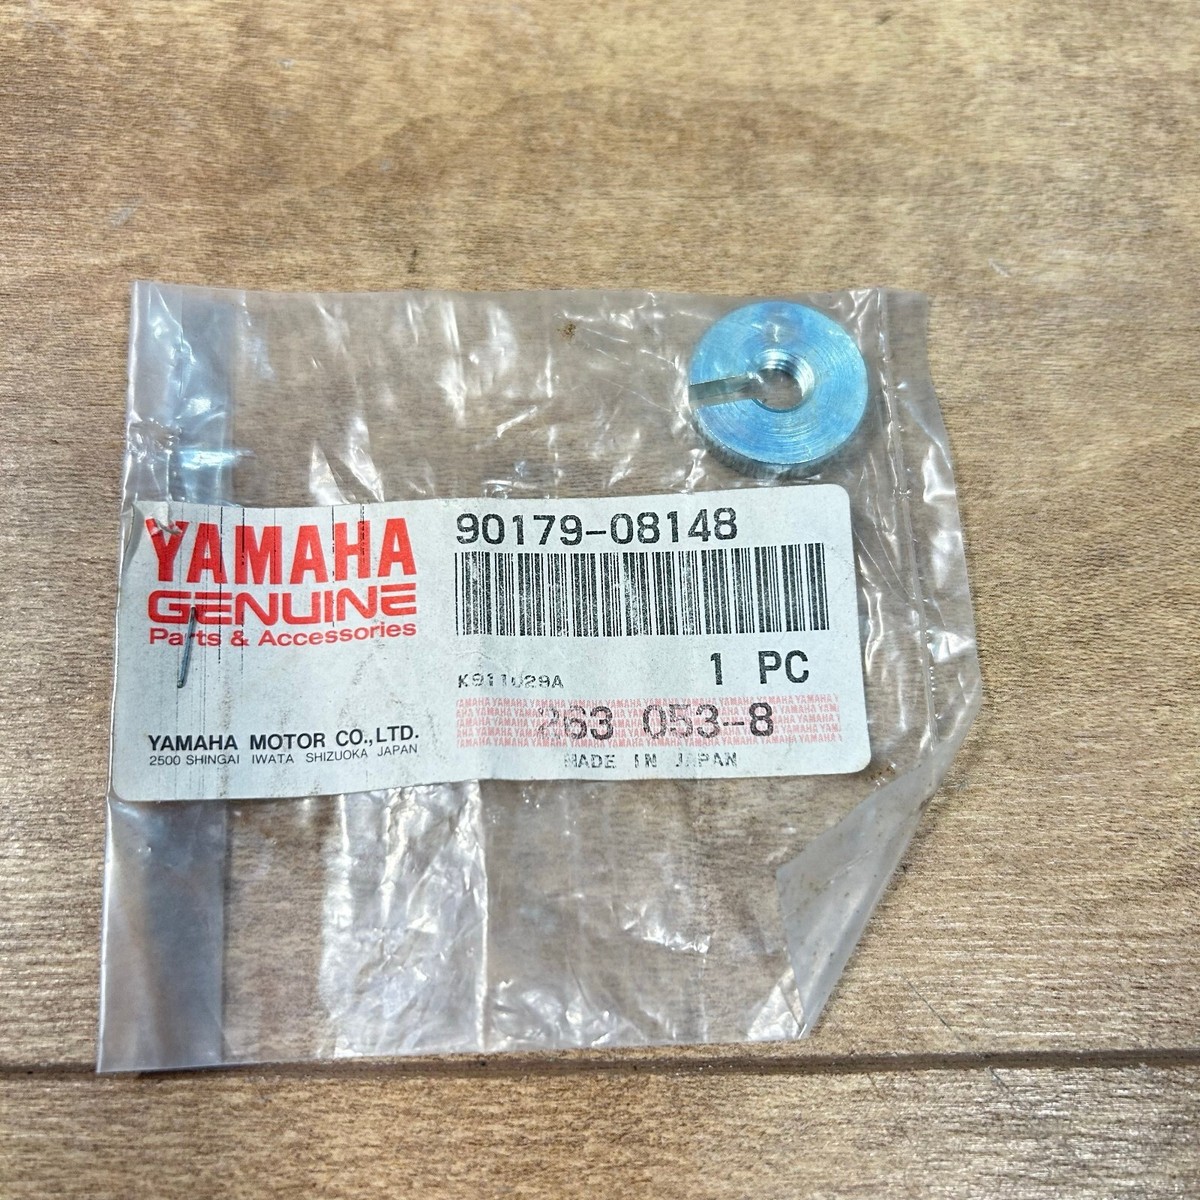 YAMAHA
GENUINE
Parts & Accessories
YAMAHA MOTOR CO.,LTD.
2500 SHINGAI IWATA SHIZUOKA JAPAN
90179-08148
1 PC
K911029A
263 053-8
MADE IN JAPAN